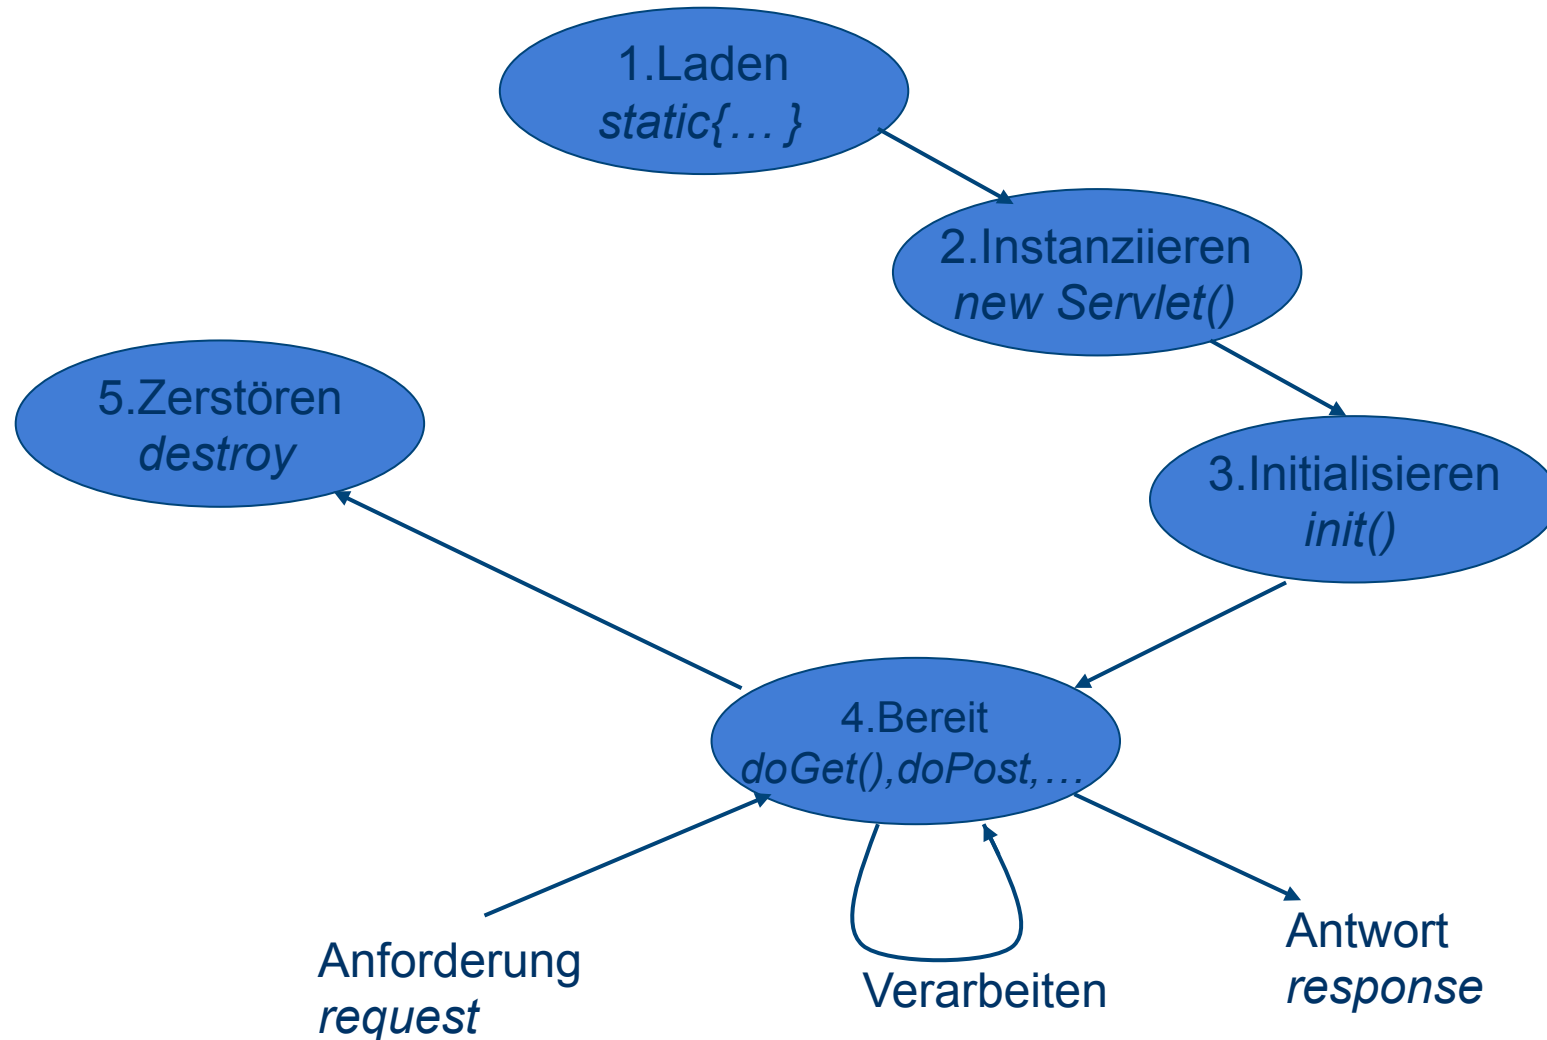 1.Laden
static{… }
2.Instanziieren
new Servlet()
3.Initialisieren
init()
4.Bereit
doGet(),doPost,…
5.Zerstören
destroy
Anforderung
request
Verarbeiten
Antwort
response